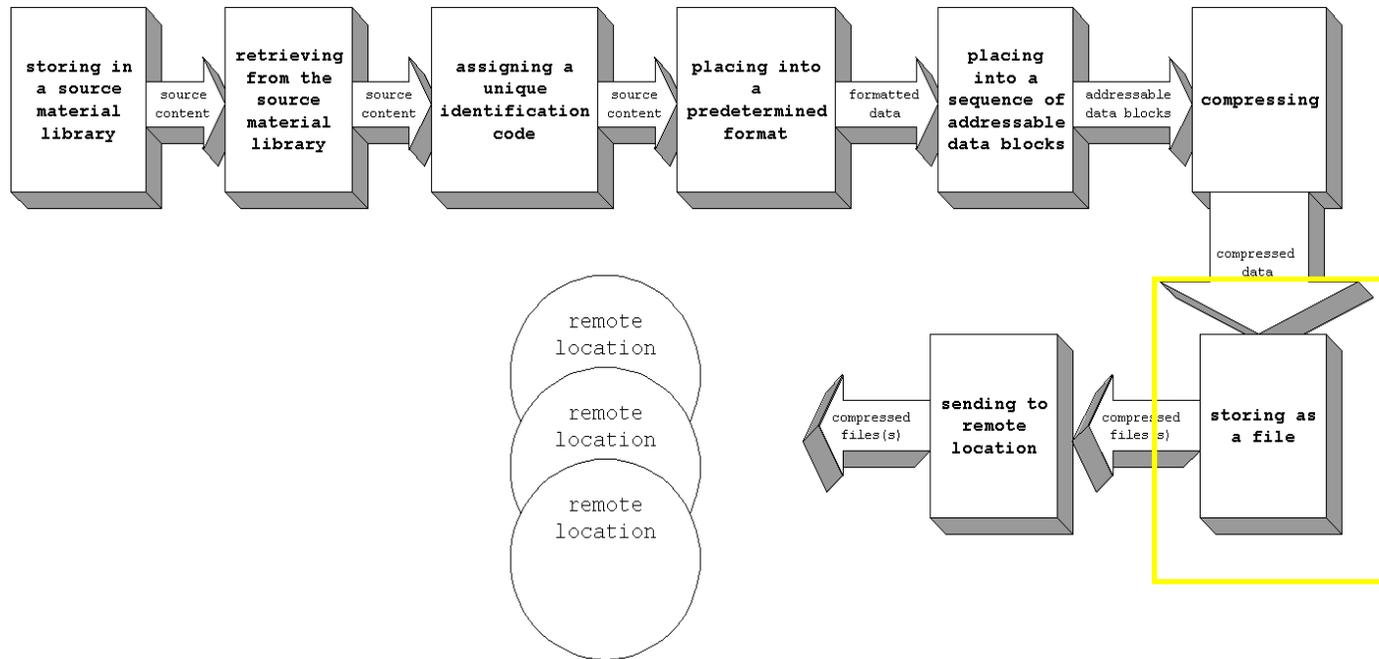 storing in
a source
material
library
source
content
retrieving
from the
source
material
library
source
content
assigning a
unique
identification
code
source
content
placing into
a
predetermined
format
formatted
data
placing
into a
sequence of
addressable
data blocks
addressable
data blocks
compressing
compressed
data
storing as
a file
compressed
files(s)
sending to
remote
location
compressed
files(s)
remote
location
remote
location
remote
location